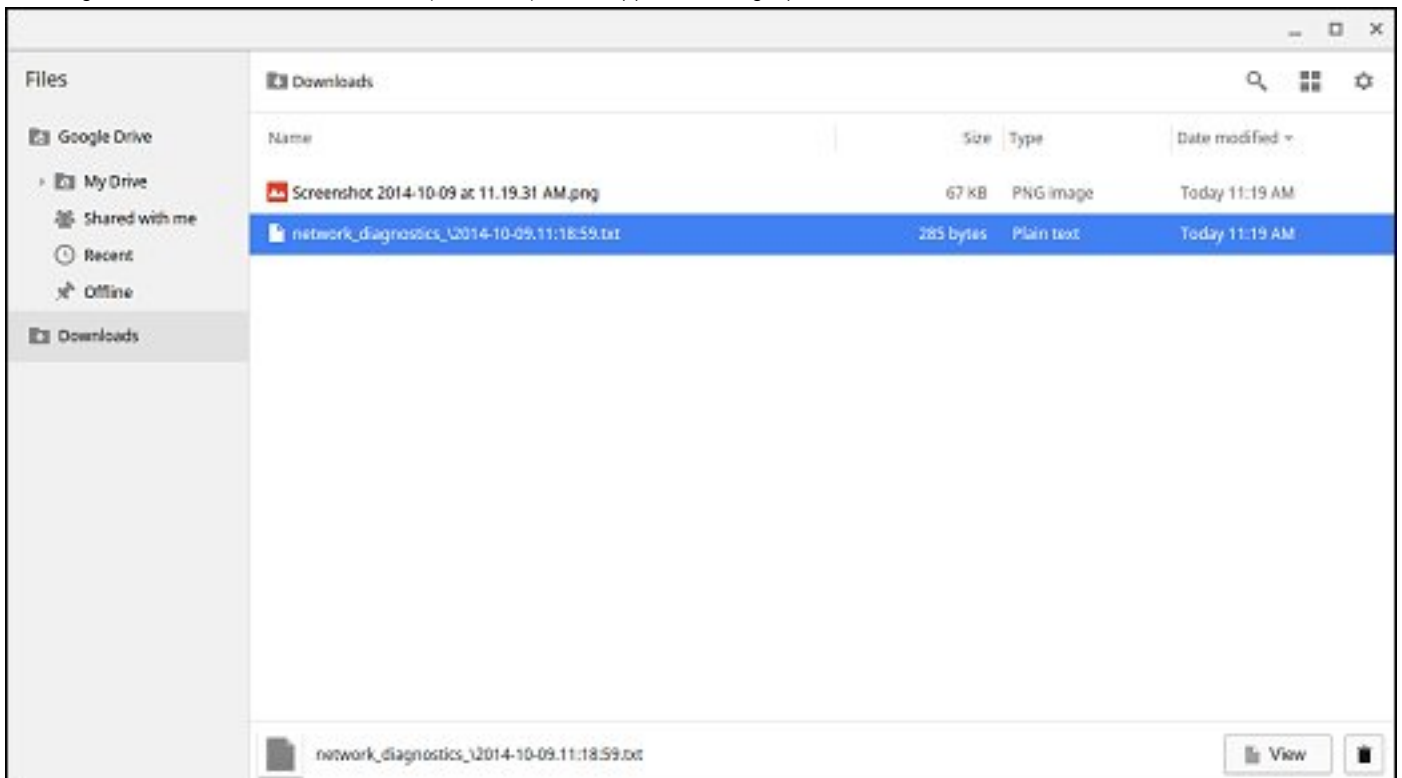 Files
Downloads
Google Drive
Name Size Type Date modified
My Drive
Screenshot 2014-10-09 at 11.19.31 AM.png 67 KB PNG image Today 11:19 AM
Shared with me
network_diagnostics_\2014-10-09.11:18:59.txt 285 bytes Plain text Today 11:19 AM
Recent
Offline
Downloads
network_diagnostics_\2014-10-09.11:18:59.txt View